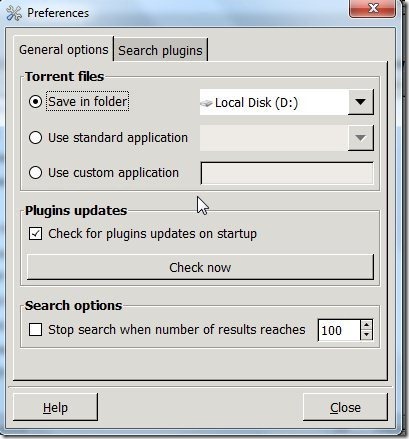 Preferences
General options
Search plugins
Torrent files
Save in folder
Local Disk (D:)
Use standard application
Use custom application
Plugins updates
Check for plugins updates on startup
Check now
Search options
Stop search when number of results reaches
100
Help
Close